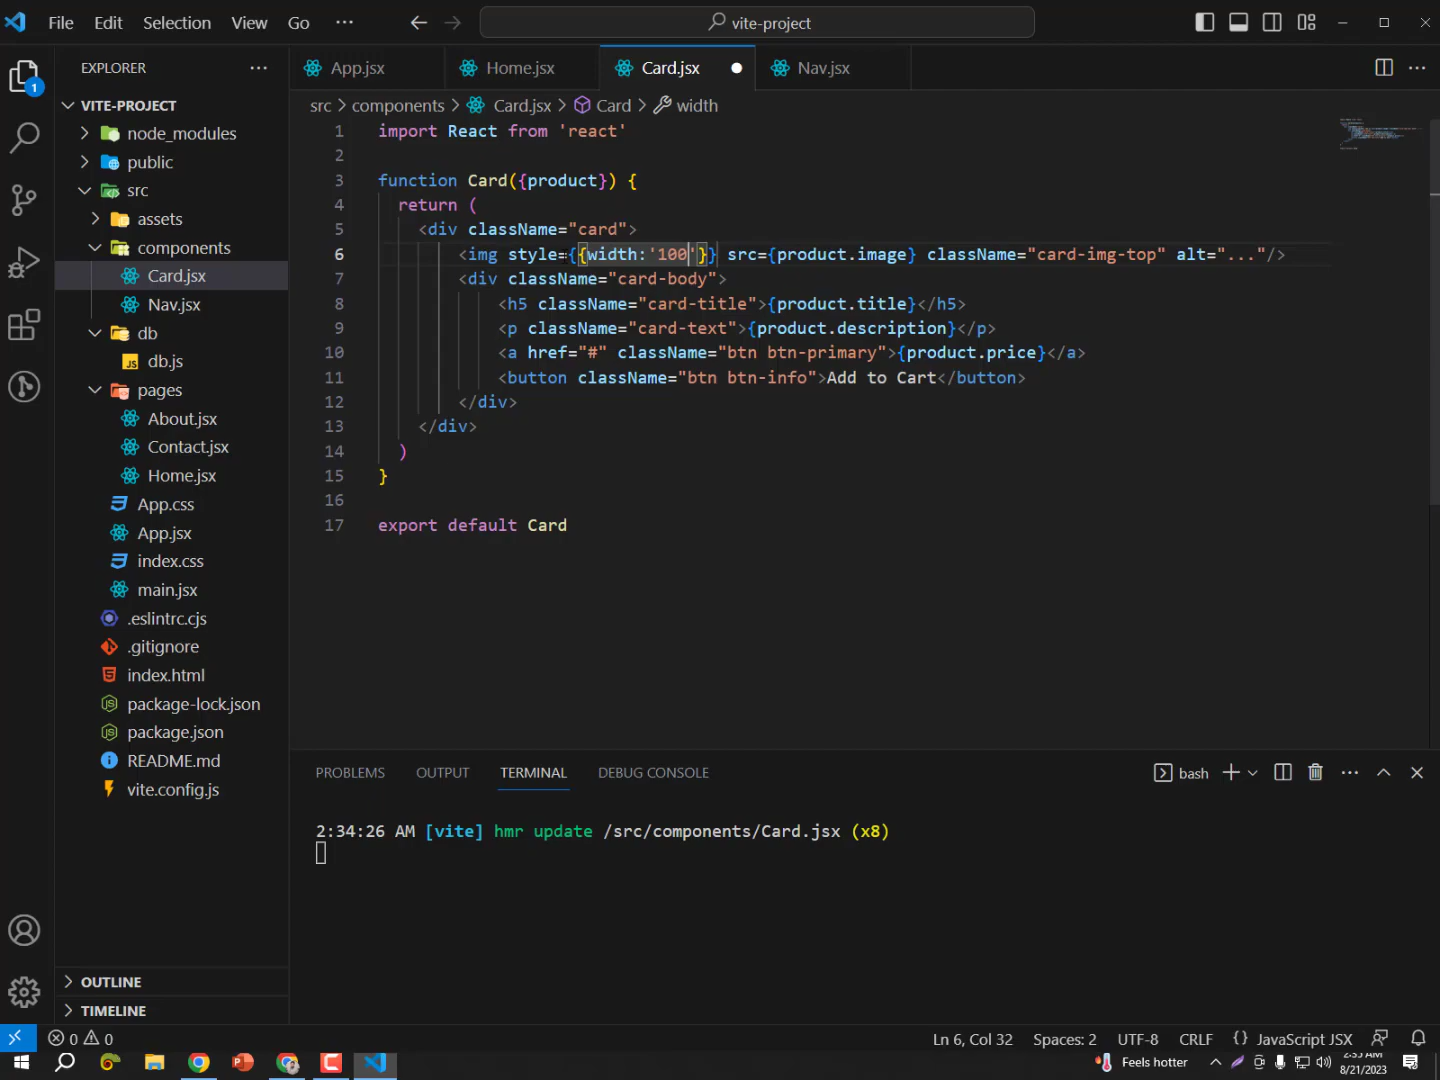 File Edit Selection View Go ··· vite-project
EXPLORER
VITE-PROJECT
node_modules
public
src
assets
components
Card.jsx
Nav.jsx
db
db.js
pages
About.jsx
Contact.jsx
Home.jsx
App.css
App.jsx
index.css
main.jsx
.eslintrc.cjs
.gitignore
index.html
package-lock.json
package.json
README.md
vite.config.js
OUTLINE
TIMELINE
1
App.jsx Home.jsx Card.jsx Nav.jsx
src > components > Card.jsx > Card > width
1 import React from 'react'
2
3 function Card({product}) {
4 return (
5 <div className="card">
6 <img style={{width:'100'}} src={product.image} className="card-img-top" alt="..."/>
7 <div className="card-body">
8 <h5 className="card-title">{product.title}</h5>
9 <p className="card-text">{product.description}</p>
10 <a href="#" className="btn btn-primary">{product.price}</a>
11 <button className="btn btn-info">Add to Cart</button>
12 </div>
13 </div>
14 )
15 }
16
17 export default Card
PROBLEMS OUTPUT TERMINAL DEBUG CONSOLE bash
2:34:26 AM [vite] hmr update /src/components/Card.jsx (x8)
0 0 Ln 6, Col 32 Spaces: 2 UTF-8 CRLF {} JavaScript JSX
Feels hotter
2:35 AM
8/21/2023